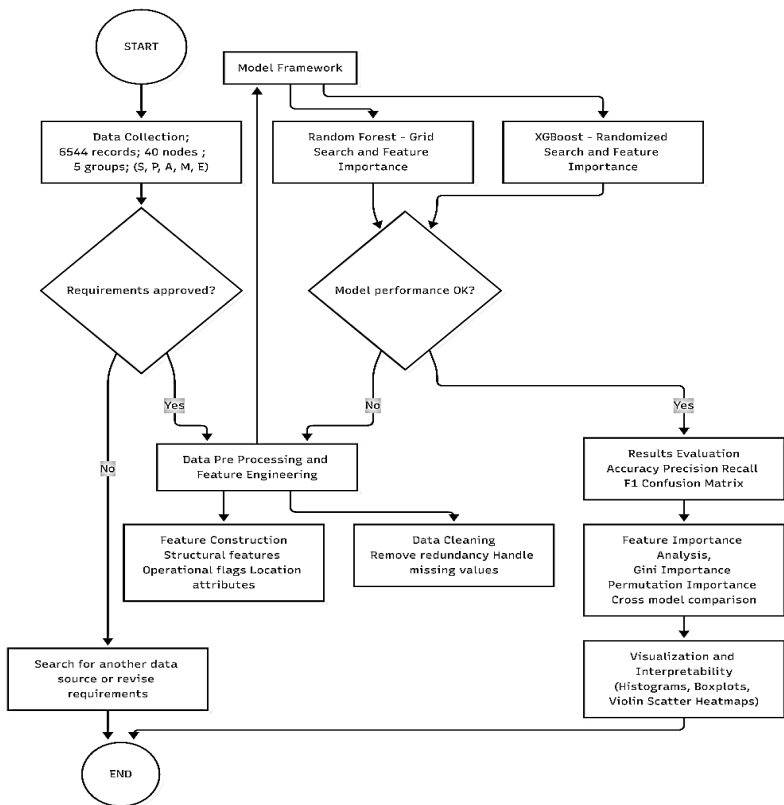 START
Data Collection;
6544 records; 40 nodes ;
5 groups; (S, P, A, M, E)
Requirements approved?
Yes
No
Model Framework
Random Forest - Grid
Search and Feature
Importance
XGBoost - Randomized
Search and Feature
Importance
Model performance OK?
No
Yes
Data Pre Processing and
Feature Engineering
Feature Construction
Structural features
Operational flags Location
attributes
Data Cleaning
Remove redundancy Handle
missing values
Results Evaluation
Accuracy Precision Recall
F1 Confusion Matrix
Feature Importance
Analysis,
Gini Importance
Permutation Importance
Cross model comparison
Visualization and
Interpretability
(Histograms, Boxplots,
Violin Scatter Heatmaps)
Search for another data
source or revise
requirements
END